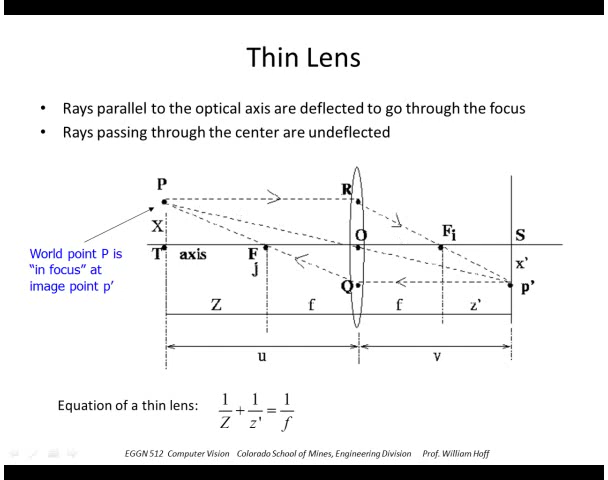 Thin Lens
• Rays parallel to the optical axis are deflected to go through the focus
• Rays passing through the center are undeflected
P
R
X
O
F i
S
T
axis
F j
x'
World point P is
"in focus" at
image point p'
Q
p'
Z
f
f
z'
u
v
Equation of a thin lens: 1/Z + 1/z' = 1/f
EGGN 512 Computer Vision Colorado School of Mines, Engineering Division Prof. William Hoff